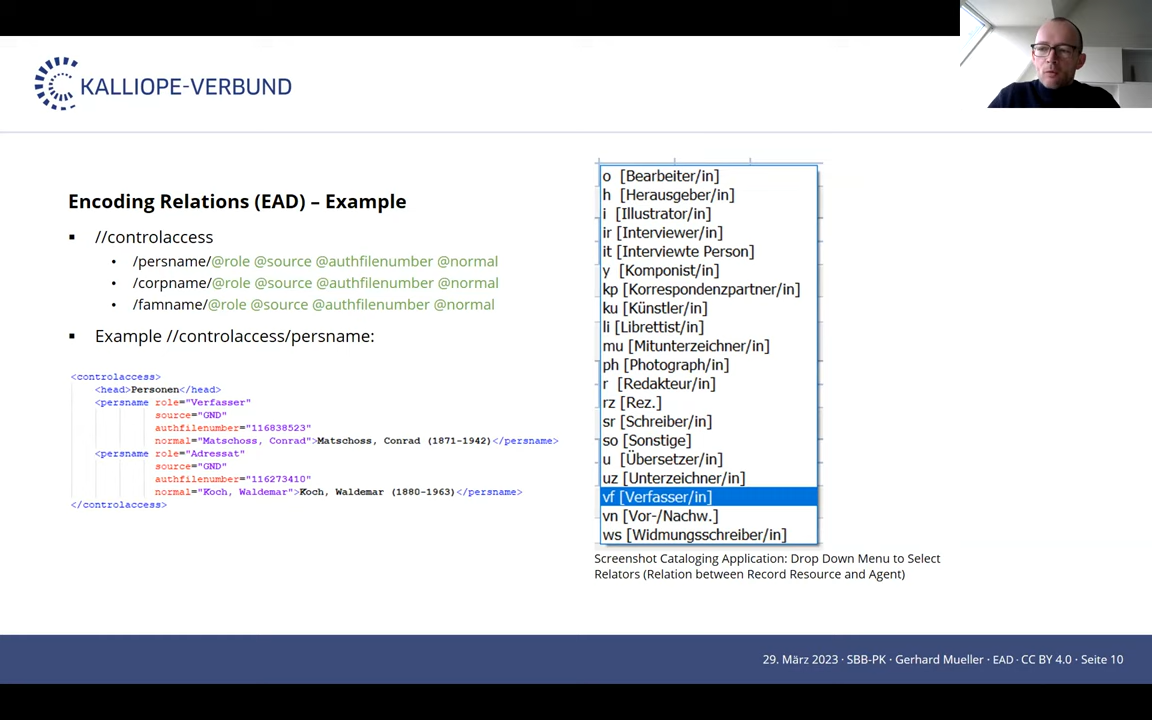 KALLIOPE-VERBUND
Encoding Relations (EAD) – Example
▪ //controlaccess
• /persname/@role @source @authfilenumber @normal
• /corpname/@role @source @authfilenumber @normal
• /famname/@role @source @authfilenumber @normal
▪ Example //controlaccess/persname:
<controlaccess>
<head>Personen</head>
<persname role="Verfasser"
source="GND"
authfilenumber="116838523"
normal="Matschoss, Conrad">Matschoss, Conrad (1871-1942)</persname>
<persname role="Adressat"
source="GND"
authfilenumber="116273410"
normal="Koch, Waldemar">Koch, Waldemar (1880-1963)</persname>
</controlaccess>
o [Bearbeiter/in]
h [Herausgeber/in]
i [Illustrator/in]
ir [Interviewer/in]
it [Interviewte Person]
y [Komponist/in]
kp [Korrespondenzpartner/in]
ku [Künstler/in]
li [Librettist/in]
mu [Mitunterzeichner/in]
ph [Photograph/in]
r [Redakteur/in]
rz [Rez.]
sr [Schreiber/in]
so [Sonstige]
u [Übersetzer/in]
uz [Unterzeichner/in]
vf [Verfasser/in]
vn [Vor-/Nachw.]
ws [Widmungsschreiber/in]
Screenshot Cataloging Application: Drop Down Menu to Select
Relators (Relation between Record Resource and Agent)
29. März 2023 · SBB-PK · Gerhard Mueller · EAD · CC BY 4.0 · Seite 10